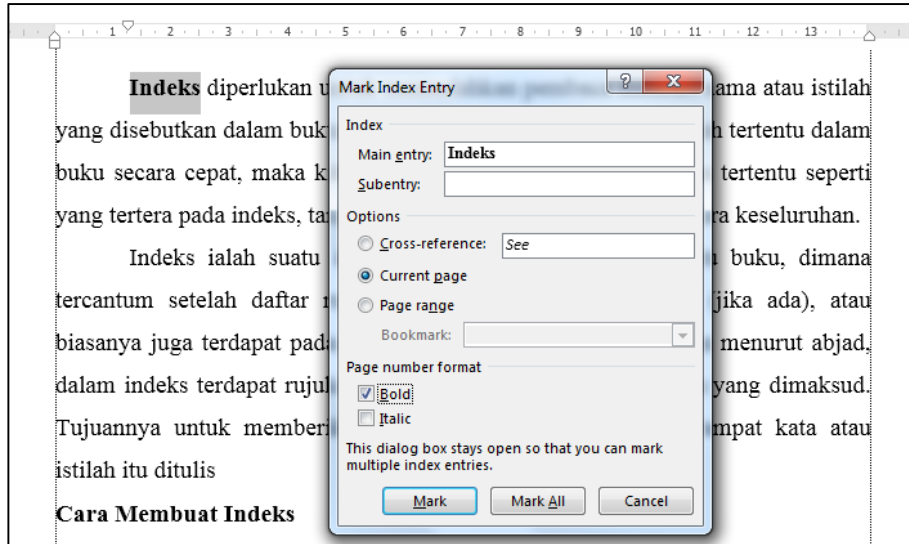 1 2 3 4 5 6 7 8 9 10 11 12 13
Indeks diperlukan
ama atau istilah
yang disebutkan dalam
h tertentu dalam
buku secara cepat, maka
tertentu seperti
yang tertera pada indeks,
ra keseluruhan.
Indeks ialah suatu
buku, dimana
tercantum setelah daftar
(jika ada), atau
biasanya juga terdapat
menurut abjad,
dalam indeks terdapat
yang dimaksud.
Tujuannya untuk
mpat kata atau
istilah itu ditulis
Cara Membuat Indeks
Mark Index Entry
Index
Main entry: Indeks
Subentry:
Options
Cross-reference: See
Current page
Page range
Bookmark:
Page number format
Bold
Italic
This dialog box stays open so that you can mark
multiple index entries.
Mark Mark All Cancel